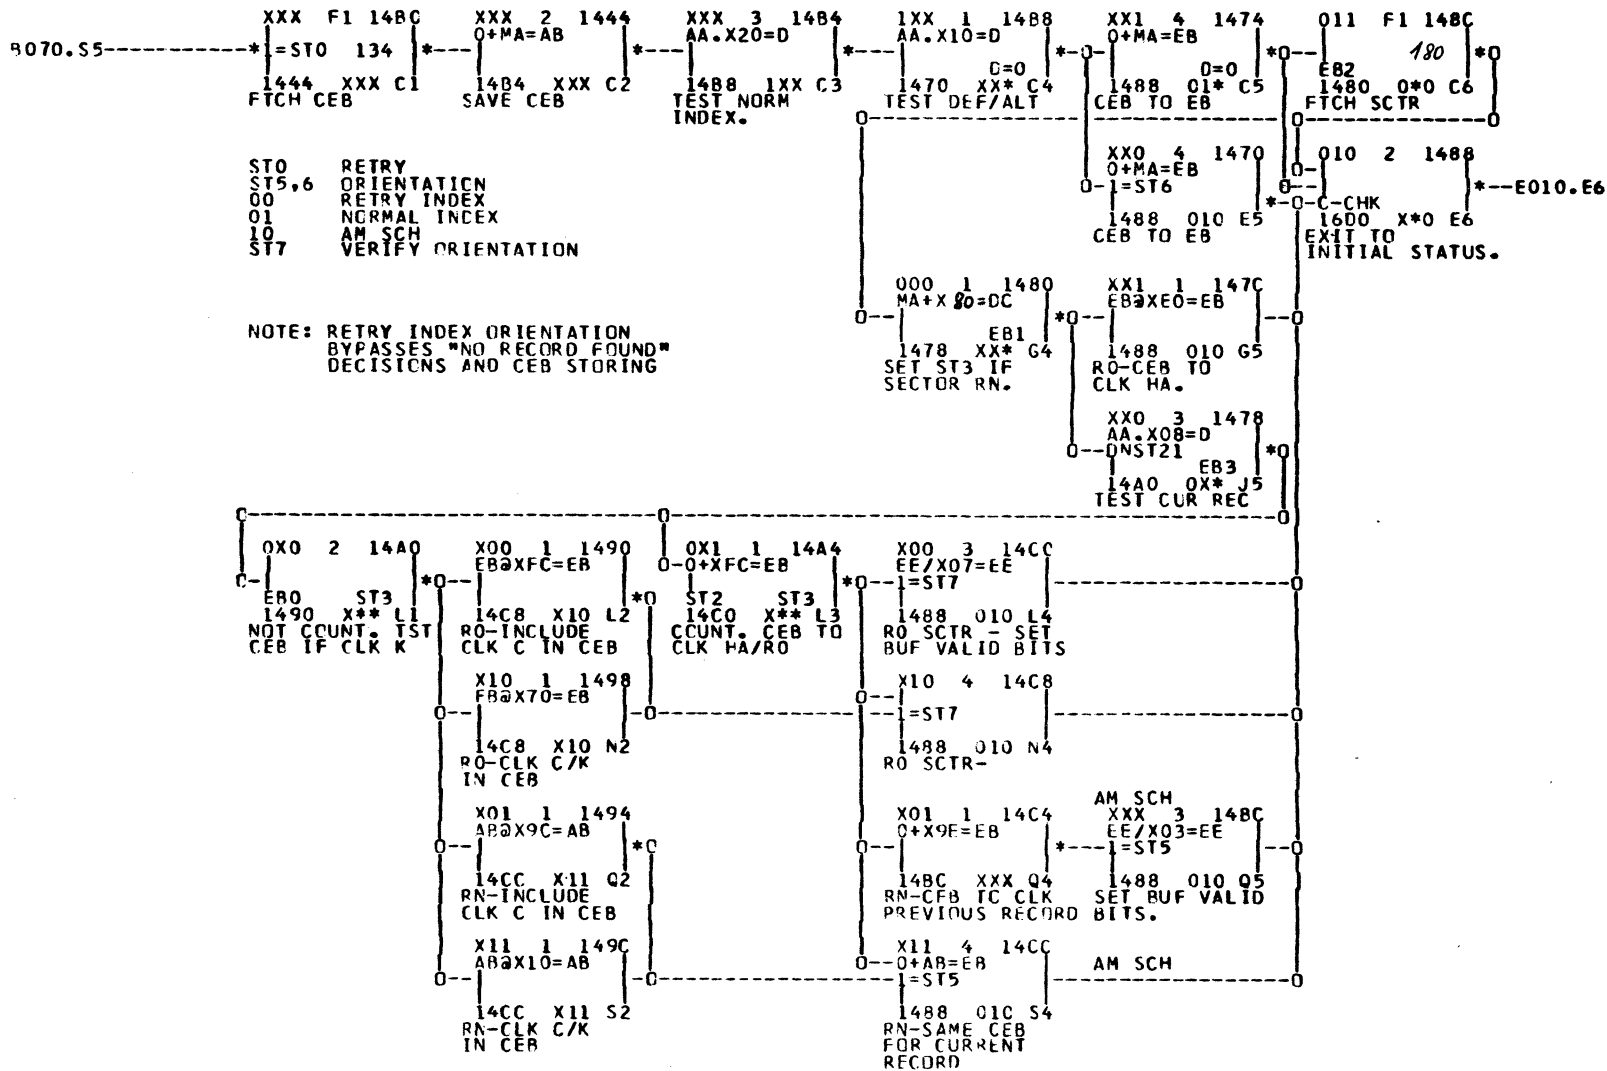 XXX F1 148C
XXX 2 1444
XXX 3 14B4
1XX 1 14B8
XX1 4 1474
011 F1 148C
B070.S5
1=ST0 134
0+MA=AB
AA.X20=D
AA.X10=D
D=0
0+MA=EB
D=0
180
EB2
1444 XXX C1
14B4 XXX C2
14B8 1XX C3
1470 XX* C4
1488 01* C5
1480 0*0 C6
FTCH CEB
SAVE CEB
TEST NORM
INDEX.
TEST DEF/ALT
CEB TO EB
FTCH SCTR
ST0 RETRY
ST5,6 ORIENTATION
00 RETRY INDEX
01 NORMAL INDEX
10 AM SCH
ST7 VERIFY ORIENTATION
XX0 4 1470
0+MA=EB
1=ST6
1488 010 E5
CEB TO EB
010 2 1488
C-CHK
16D0 X*0 E6
EXIT TO
INITIAL STATUS.
E010.E6
NOTE: RETRY INDEX ORIENTATION
BYPASSES "NO RECORD FOUND"
DECISIONS AND CEB STORING
000 1 1480
MA+X 80=DC
EB1
1478 XX* G4
SET ST3 IF
SECTOR RN.
XX1 1 147C
EB@XE0=EB
1488 010 G5
R0-CEB TO
CLK HA.
XX0 3 1478
AA.X08=D
DNST21
EB3
14A0 0X* J5
TEST CUR REC
0X0 2 14A0
EB0 ST3
1490 X** L1
NOT COUNT. TST
CEB IF CLK K
X00 1 1490
EB@XFC=EB
14C8 X10 L2
R0-INCLUDE
CLK C IN CEB
0X1 1 14A4
0+XFC=EB
ST2 ST3
14C0 X** L3
COUNT. CEB TO
CLK HA/R0
X00 3 14C0
EE/X07=EE
1=ST7
1488 010 L4
R0 SCTR - SET
BUF VALID BITS
X10 1 1498
EB@X70=EB
14C8 X10 N2
R0-CLK C/K
IN CEB
X10 4 14C8
1=ST7
1488 010 N4
R0 SCTR-
X01 1 1494
AB@X9C=AB
14CC X11 Q2
RN-INCLUDE
CLK C IN CEB
X01 1 14C4
0+X9E=EB
14BC XXX Q4
RN-CEB TO CLK
PREVIOUS RECORD
AM SCH
XXX 3 14BC
EE/X03=EE
1=ST5
1488 010 Q5
SET BUF VALID
BITS.
X11 1 149C
AB@X10=AB
14CC X11 S2
RN-CLK C/K
IN CEB
X11 4 14CC
0+AB=EB
1=ST5
AM SCH
1488 010 S4
RN-SAME CEB
FOR CURRENT
RECORD